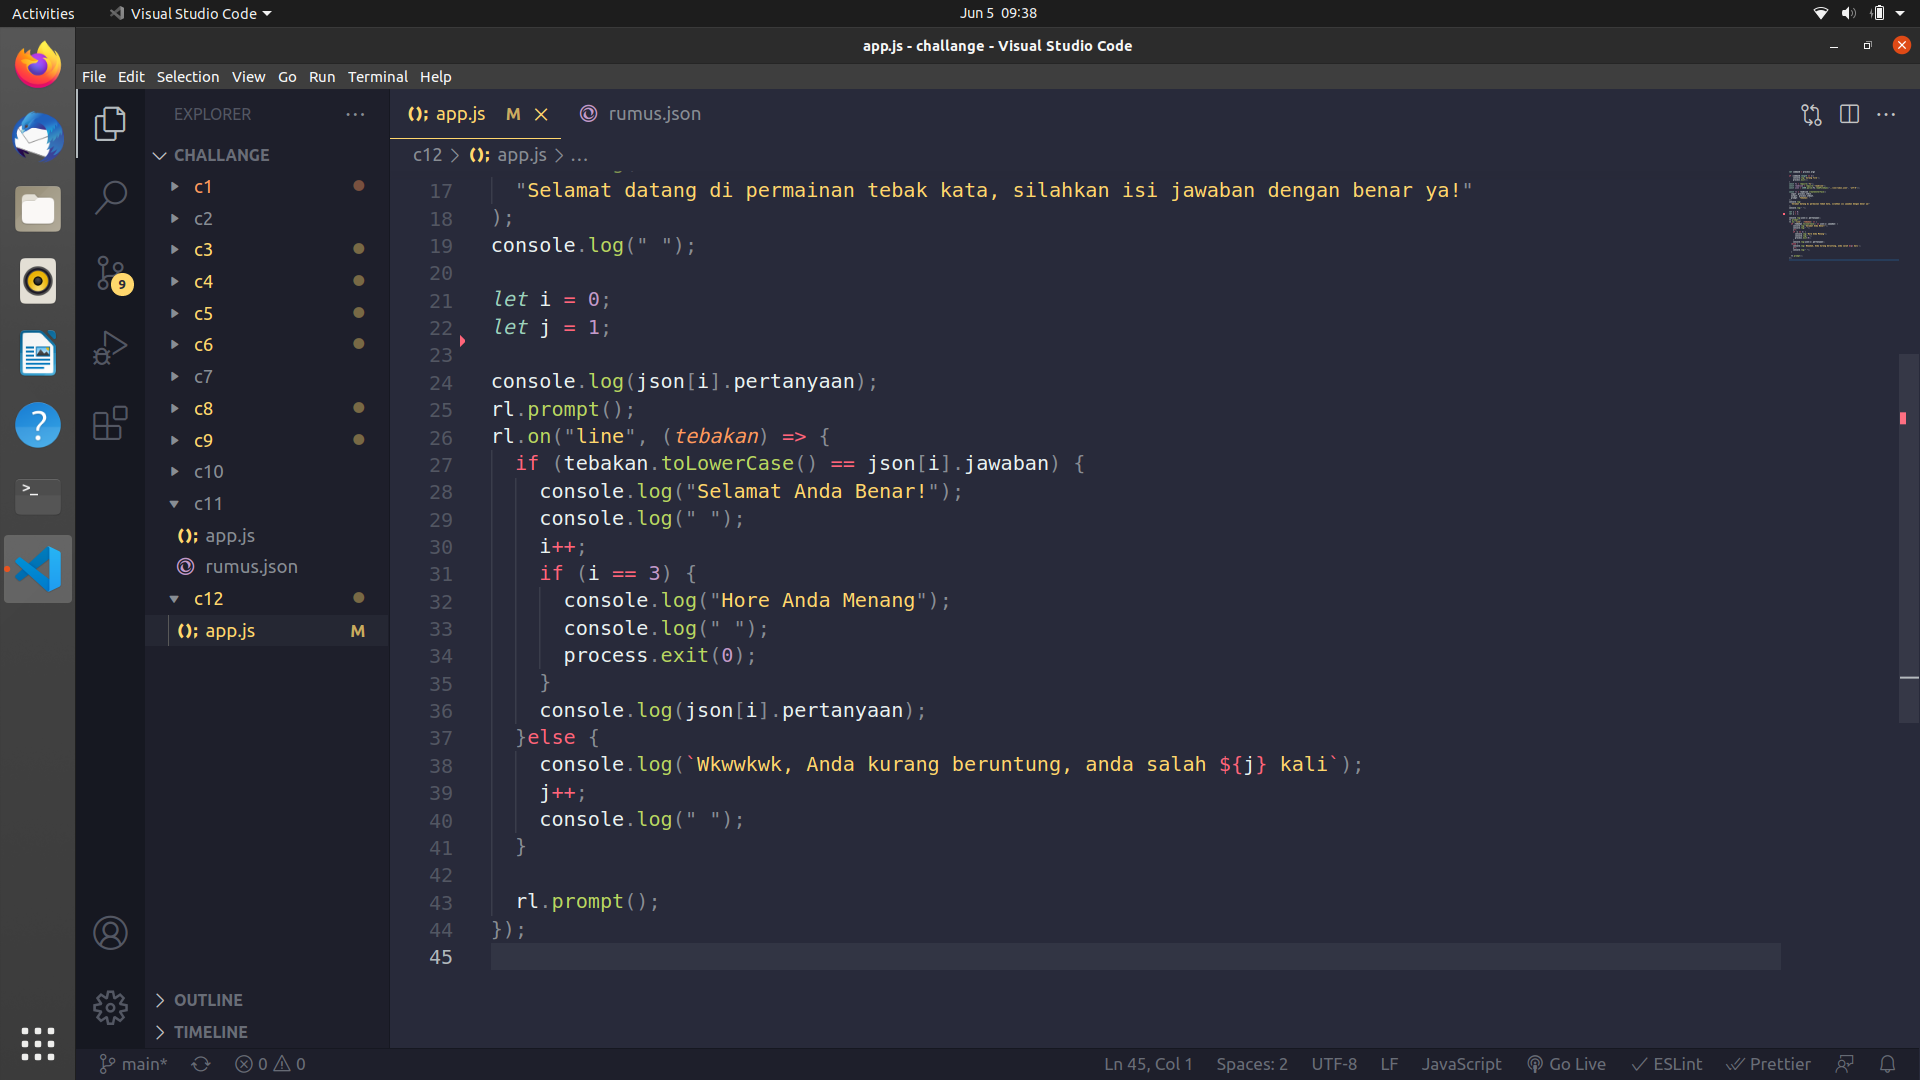 Activities
Visual Studio Code
Jun 5 09:38
app.js - challange - Visual Studio Code
File Edit Selection View Go Run Terminal Help
EXPLORER
CHALLANGE
c1
c2
c3
c4
c5
c6
c7
c8
c9
c10
c11
(); app.js
rumus.json
c12
(); app.js M
OUTLINE
TIMELINE
9
(); app.js M
rumus.json
c12 > (); app.js > ...
17 "Selamat datang di permainan tebak kata, silahkan isi jawaban dengan benar ya!"
18 );
19 console.log(" ");
20
21 let i = 0;
22 let j = 1;
23
24 console.log(json[i].pertanyaan);
25 rl.prompt();
26 rl.on("line", (tebakan) => {
27 if (tebakan.toLowerCase() == json[i].jawaban) {
28 console.log("Selamat Anda Benar!");
29 console.log(" ");
30 i++;
31 if (i == 3) {
32 console.log("Hore Anda Menang");
33 console.log(" ");
34 process.exit(0);
35 }
36 console.log(json[i].pertanyaan);
37 }else {
38 console.log(`Wkwwkwk, Anda kurang beruntung, anda salah ${j} kali`);
39 j++;
40 console.log(" ");
41 }
42
43 rl.prompt();
44 });
45
main* 0 0 Ln 45, Col 1 Spaces: 2 UTF-8 LF JavaScript Go Live ESLint Prettier